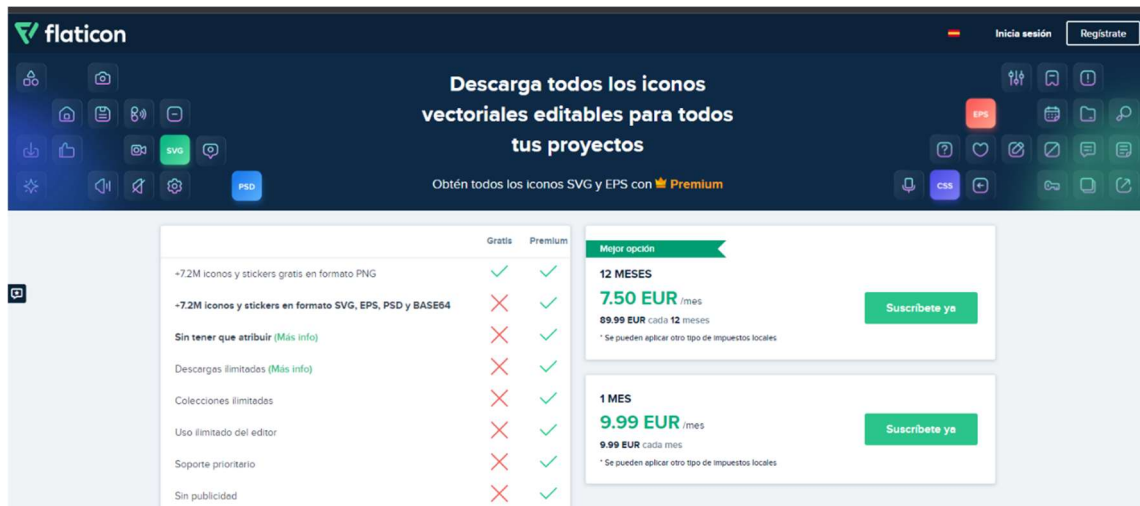 flaticon
Inicia sesión
Regístrate
Descarga todos los iconos
vectoriales editables para todos
tus proyectos
Obtén todos los iconos SVG y EPS con Premium
SVG
PSD
EPS
CSS
Gratis Premium
+7.2M iconos y stickers gratis en formato PNG
+7.2M iconos y stickers en formato SVG, EPS, PSD y BASE64
Sin tener que atribuir (Más info)
Descargas ilimitadas (Más info)
Colecciones ilimitadas
Uso ilimitado del editor
Soporte prioritario
Sin publicidad
Mejor opción
12 MESES
7.50 EUR /mes
89.99 EUR cada 12 meses
* Se pueden aplicar otro tipo de impuestos locales
Suscríbete ya
1 MES
9.99 EUR /mes
9.99 EUR cada mes
* Se pueden aplicar otro tipo de impuestos locales
Suscríbete ya